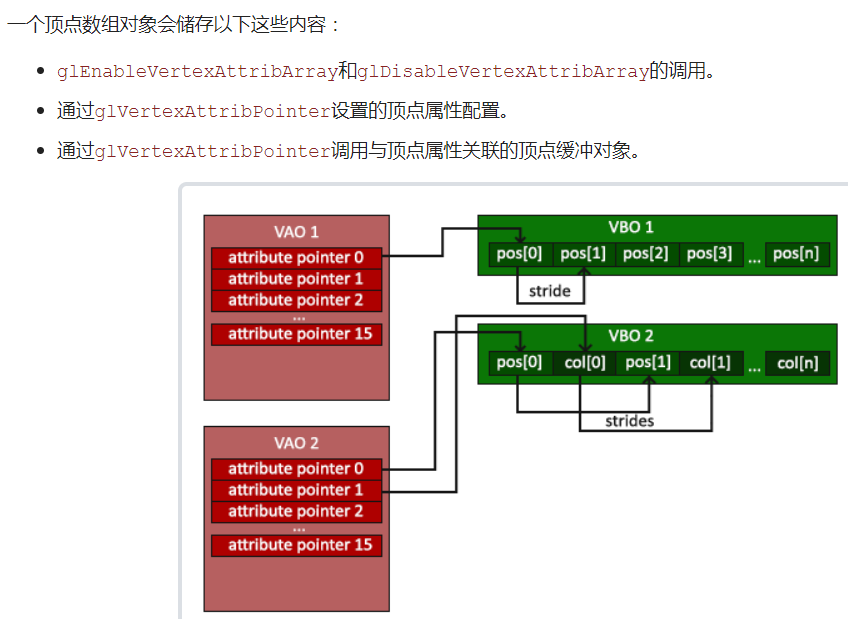 一个顶点数组对象会储存以下这些内容：
glEnableVertexAttribArray和glDisableVertexAttribArray的调用。
通过glVertexAttribPointer设置的顶点属性配置。
通过glVertexAttribPointer调用与顶点属性关联的顶点缓冲对象。
VAO 1
attribute pointer 0
attribute pointer 1
attribute pointer 2
...
attribute pointer 15
VBO 1
pos[0] pos[1] pos[2] pos[3] ... pos[n]
stride
VBO 2
pos[0] col[0] pos[1] col[1] ... col[n]
strides
VAO 2
attribute pointer 0
attribute pointer 1
attribute pointer 2
...
attribute pointer 15